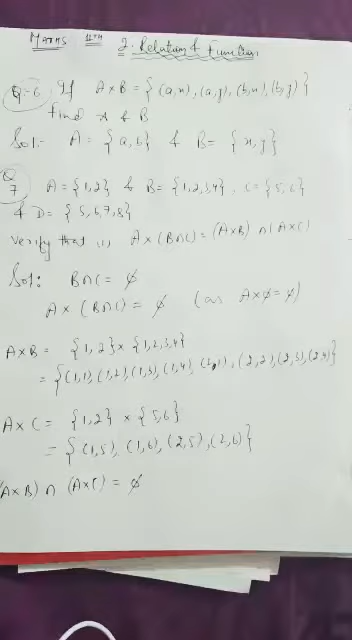 MATHS 11TH 2. Relation & Function
Q-6 If A×B = {(a,x), (a,y), (b,x), (b,y)}
find A & B
Sol:- A = {a,b} & B = {x,y}
Q 7 A = {1,2} & B = {1,2,3,4}, C = {5,6}
& D = {5,6,7,8}
verify that (i) A×(B∩C) = (A×B) ∩ (A×C)
Sol: B∩C = ϕ
A×(B∩C) = ϕ (as A×ϕ = ϕ)
A×B = {1,2} × {1,2,3,4}
= {(1,1), (1,2), (1,3), (1,4), (2,1), (2,2), (2,3), (2,4)}
A×C = {1,2} × {5,6}
= {(1,5), (1,6), (2,5), (2,6)}
(A×B) ∩ (A×C) = ϕ